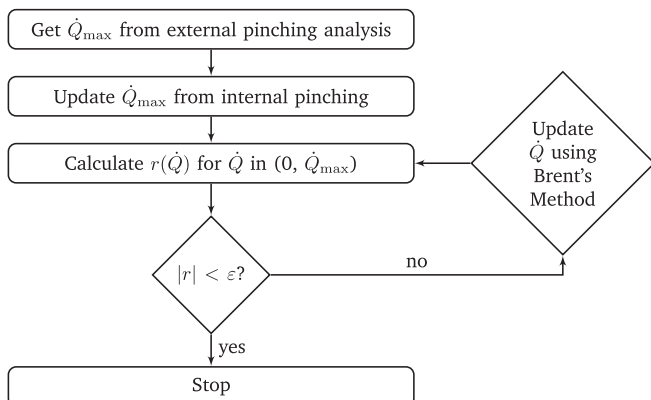 Get Q̇max from external pinching analysis
Update Q̇max from internal pinching
Calculate r(Q̇) for Q̇ in (0, Q̇max)
Update
Q̇ using
Brent's
Method
|r| < ε?
no
yes
Stop